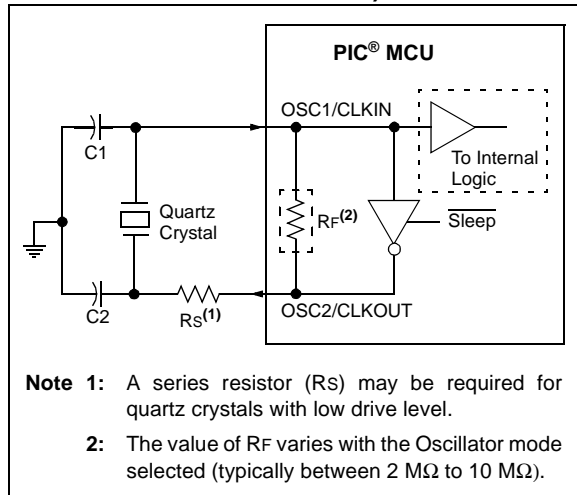 PIC® MCU
OSC1/CLKIN
C1
To Internal
Logic
Quartz
Crystal
RF(2)
Sleep
C2
RS(1)
OSC2/CLKOUT
Note 1: A series resistor (RS) may be required for
quartz crystals with low drive level.
2: The value of RF varies with the Oscillator mode
selected (typically between 2 MΩ to 10 MΩ).